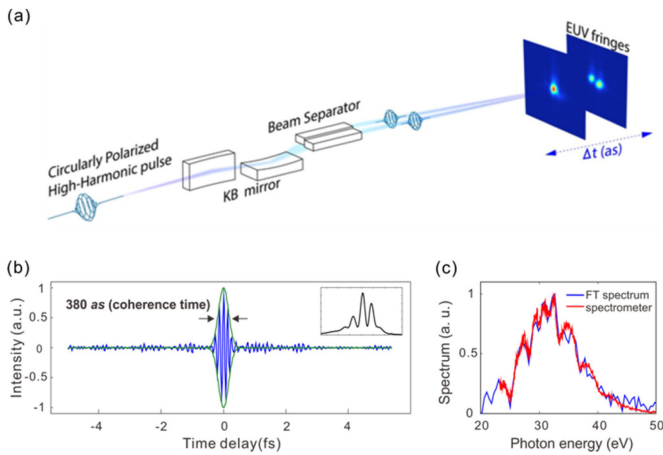 (a)
EUV fringes
Beam Separator
Circularly Polarized
High-Harmonic pulse
KB mirror
Δt (as)
(b)
(c)
380 as (coherence time)
Intensity (a.u.)
1
0.5
0
-0.5
-1
-4
-2
0
2
4
Time delay(fs)
FT spectrum
spectrometer
Spectrum (a. u.)
1
0.5
0
20
30
40
50
Photon energy (eV)